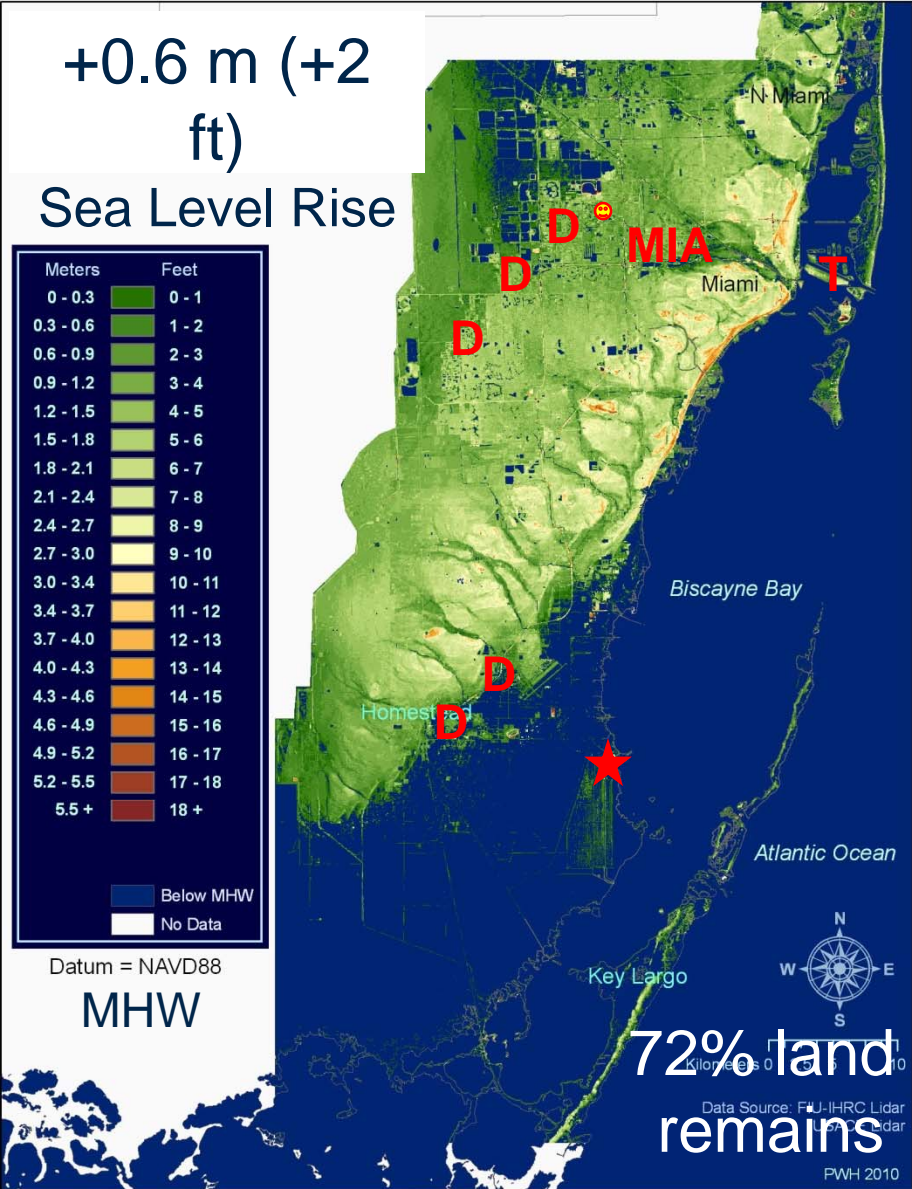 +0.6 m (+2
ft)
Sea Level Rise
Meters Feet
0 - 0.3 0 - 1
0.3 - 0.6 1 - 2
0.6 - 0.9 2 - 3
0.9 - 1.2 3 - 4
1.2 - 1.5 4 - 5
1.5 - 1.8 5 - 6
1.8 - 2.1 6 - 7
2.1 - 2.4 7 - 8
2.4 - 2.7 8 - 9
2.7 - 3.0 9 - 10
3.0 - 3.4 10 - 11
3.4 - 3.7 11 - 12
3.7 - 4.0 12 - 13
4.0 - 4.3 13 - 14
4.3 - 4.6 14 - 15
4.6 - 4.9 15 - 16
4.9 - 5.2 16 - 17
5.2 - 5.5 17 - 18
5.5 + 18 +
Below MHW
No Data
Datum = NAVD88
MHW
N Miami
D
MIA
D
T
Miami
D
Biscayne Bay
D
Homestead
D
Atlantic Ocean
N
W E
S
Key Largo
72% land
remains
Kilometers 0 10
Data Source: FIU-IHRC Lidar
Lidar
PWH 2010